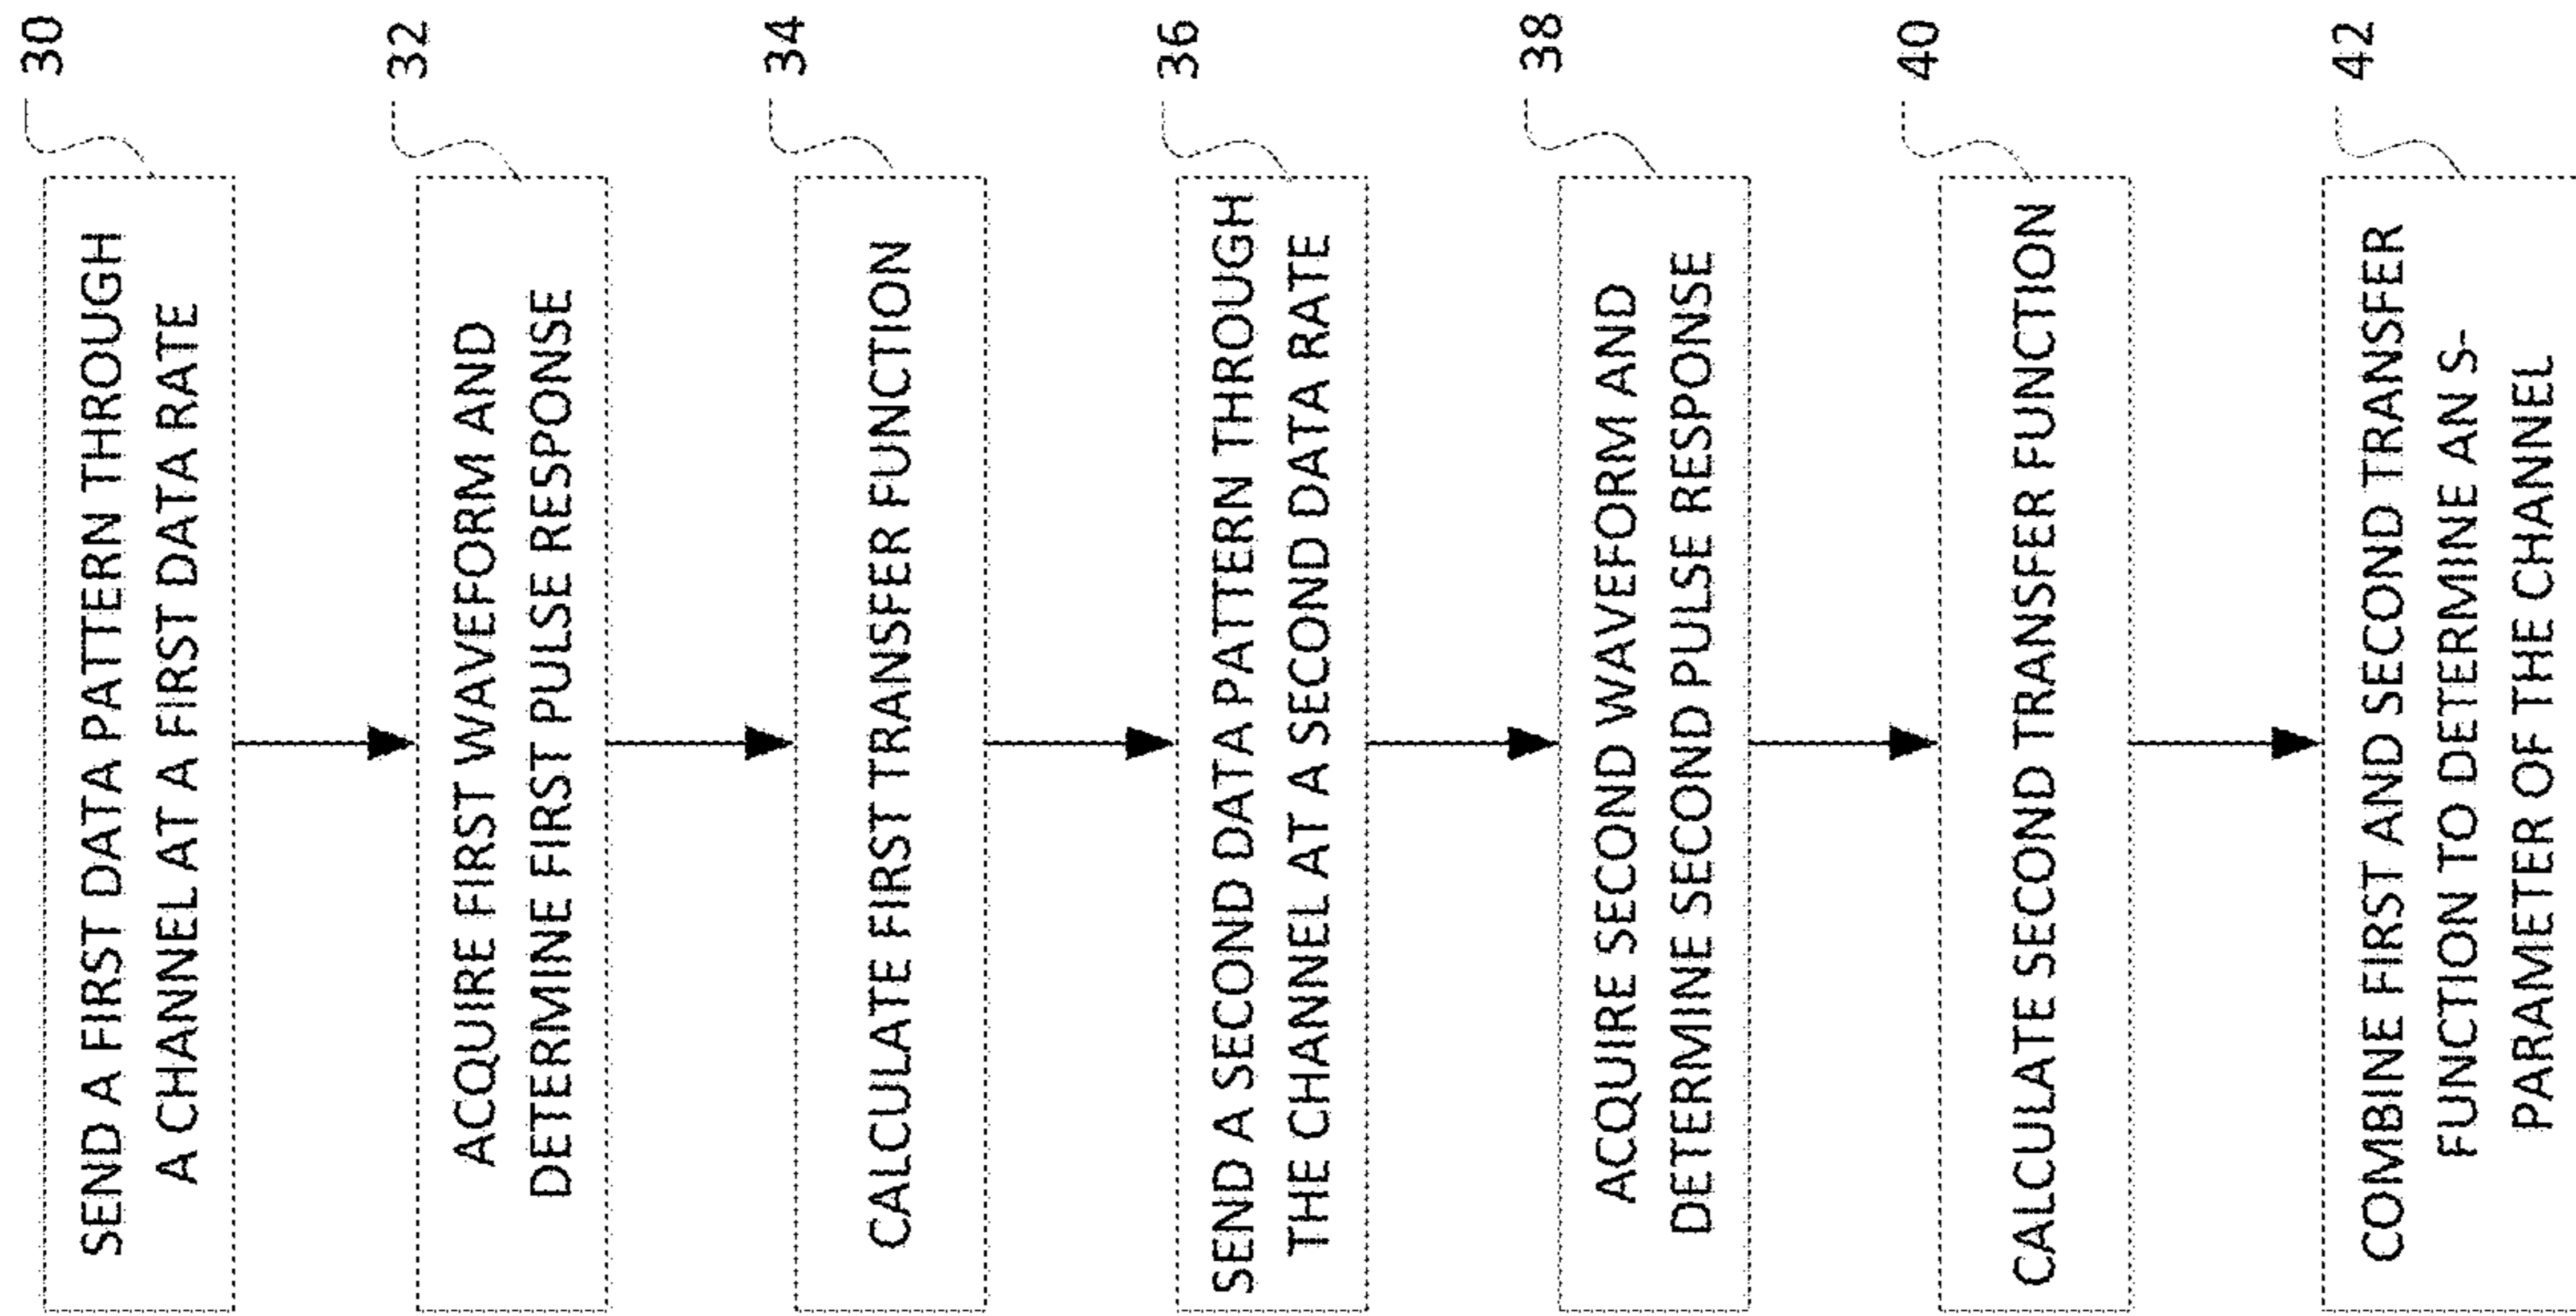 30
SEND A FIRST DATA PATTERN THROUGH
A CHANNEL AT A FIRST DATA RATE
32
ACQUIRE FIRST WAVEFORM AND
DETERMINE FIRST PULSE RESPONSE
34
CALCULATE FIRST TRANSFER FUNCTION
36
SEND A SECOND DATA PATTERN THROUGH
THE CHANNEL AT A SECOND DATA RATE
38
ACQUIRE SECOND WAVEFORM AND
DETERMINE SECOND PULSE RESPONSE
40
CALCULATE SECOND TRANSFER FUNCTION
42
COMBINE FIRST AND SECOND TRANSFER
FUNCTION TO DETERMINE AN S-
PARAMETER OF THE CHANNEL